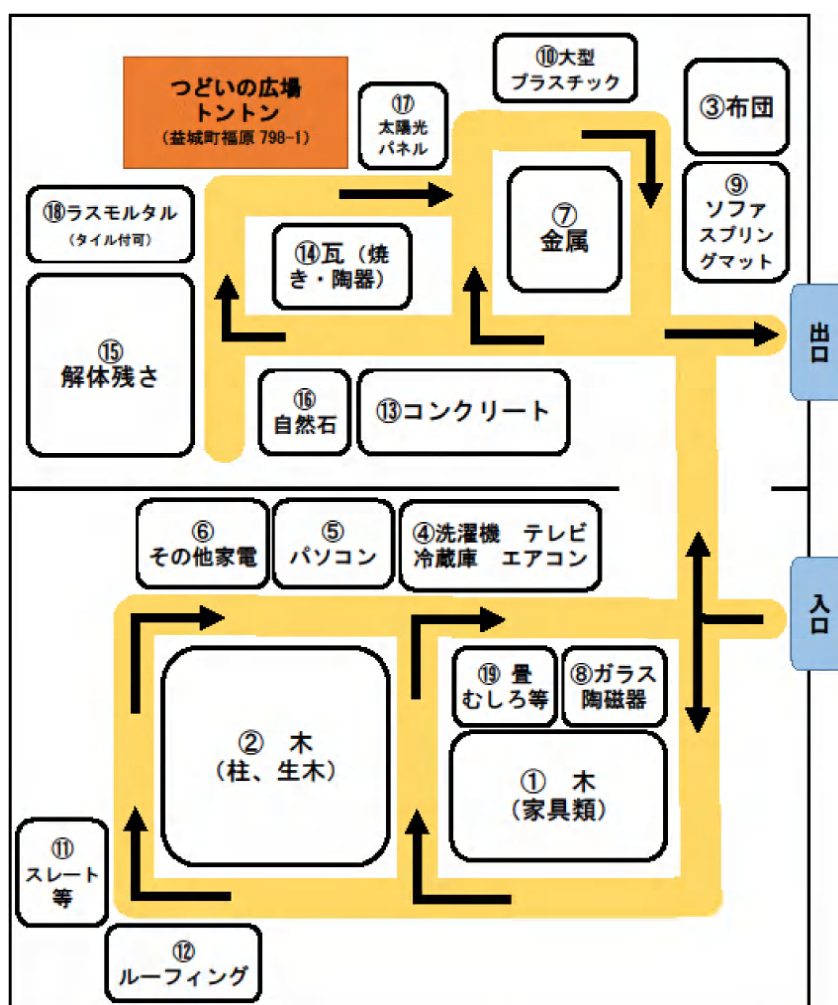 つどいの広場
トントン
(益城町福原 798-1)
⑰
太陽光
パネル
⑩大型
プラスチック
③布団
⑨
ソファ
スプリン
グマット
⑱ラスモルタル
(タイル付可)
⑭瓦(焼
き・陶器)
⑦
金属
出口
⑮
解体残さ
⑯
自然石
⑬コンクリート
⑥
その他家電
⑤
パソコン
④洗濯機 テレビ
冷蔵庫 エアコン
入口
⑲ 畳
むしろ等
⑧ガラス
陶磁器
② 木
(柱、生木)
① 木
(家具類)
⑪
スレート
等
⑫
ルーフィング